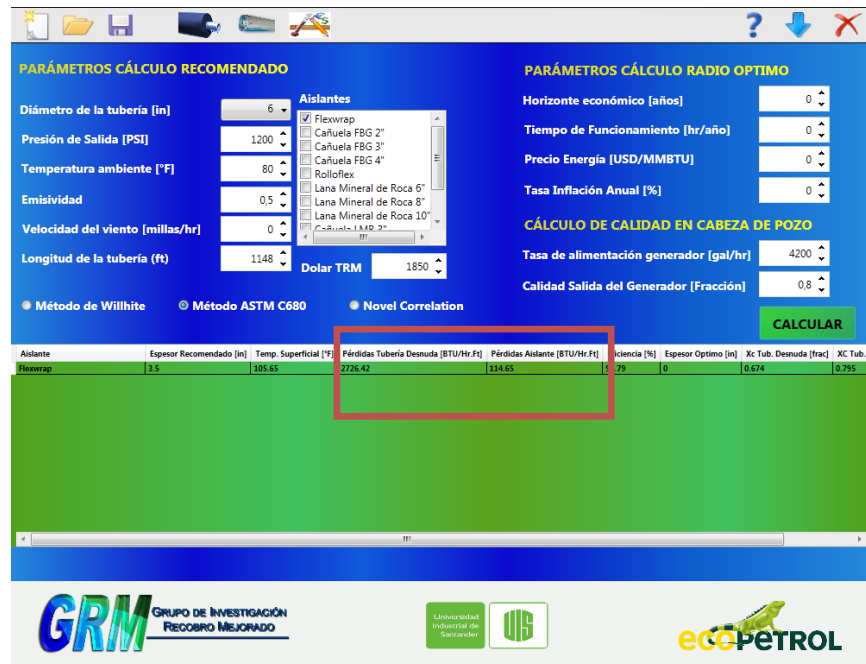 PARÁMETROS CÁLCULO RECOMENDADO
Diámetro de la tubería [in] 6
Presión de Salida [PSI] 1200
Temperatura ambiente [°F] 80
Emisividad 0,5
Velocidad del viento [millas/hr] 0
Longitud de la tubería (ft) 1148
Aislantes
Flexwrap
Cañuela FBG 2"
Cañuela FBG 3"
Cañuela FBG 4"
Rolloflex
Lana Mineral de Roca 6"
Lana Mineral de Roca 8"
Lana Mineral de Roca 10"
Dolar TRM 1850
Método de Willhite Método ASTM C680 Novel Correlation
PARÁMETROS CÁLCULO RADIO OPTIMO
Horizonte económico [años] 0
Tiempo de Funcionamiento [hr/año] 0
Precio Energía [USD/MMBTU] 0
Tasa Inflación Anual [%] 0
CÁLCULO DE CALIDAD EN CABEZA DE POZO
Tasa de alimentación generador [gal/hr] 4200
Calidad Salida del Generador [Fracción] 0,8
CALCULAR
Aislante Espesor Recomendado [in] Temp. Superficial [°F] Pérdidas Tubería Desnuda [BTU/Hr.Ft] Pérdidas Aislante [BTU/Hr.Ft] [%] Espesor Optimo [in] Xc Tub. Desnuda [frac] XC Tub.
Flexwrap 3.5 105.65 2726.42 114.65 0 0.674 0.795
GRM GRUPO DE INVESTIGACIÓN
RECOBRO MEJORADO
Universidad
Industrial de
Santander
UIS
ecoPETROL